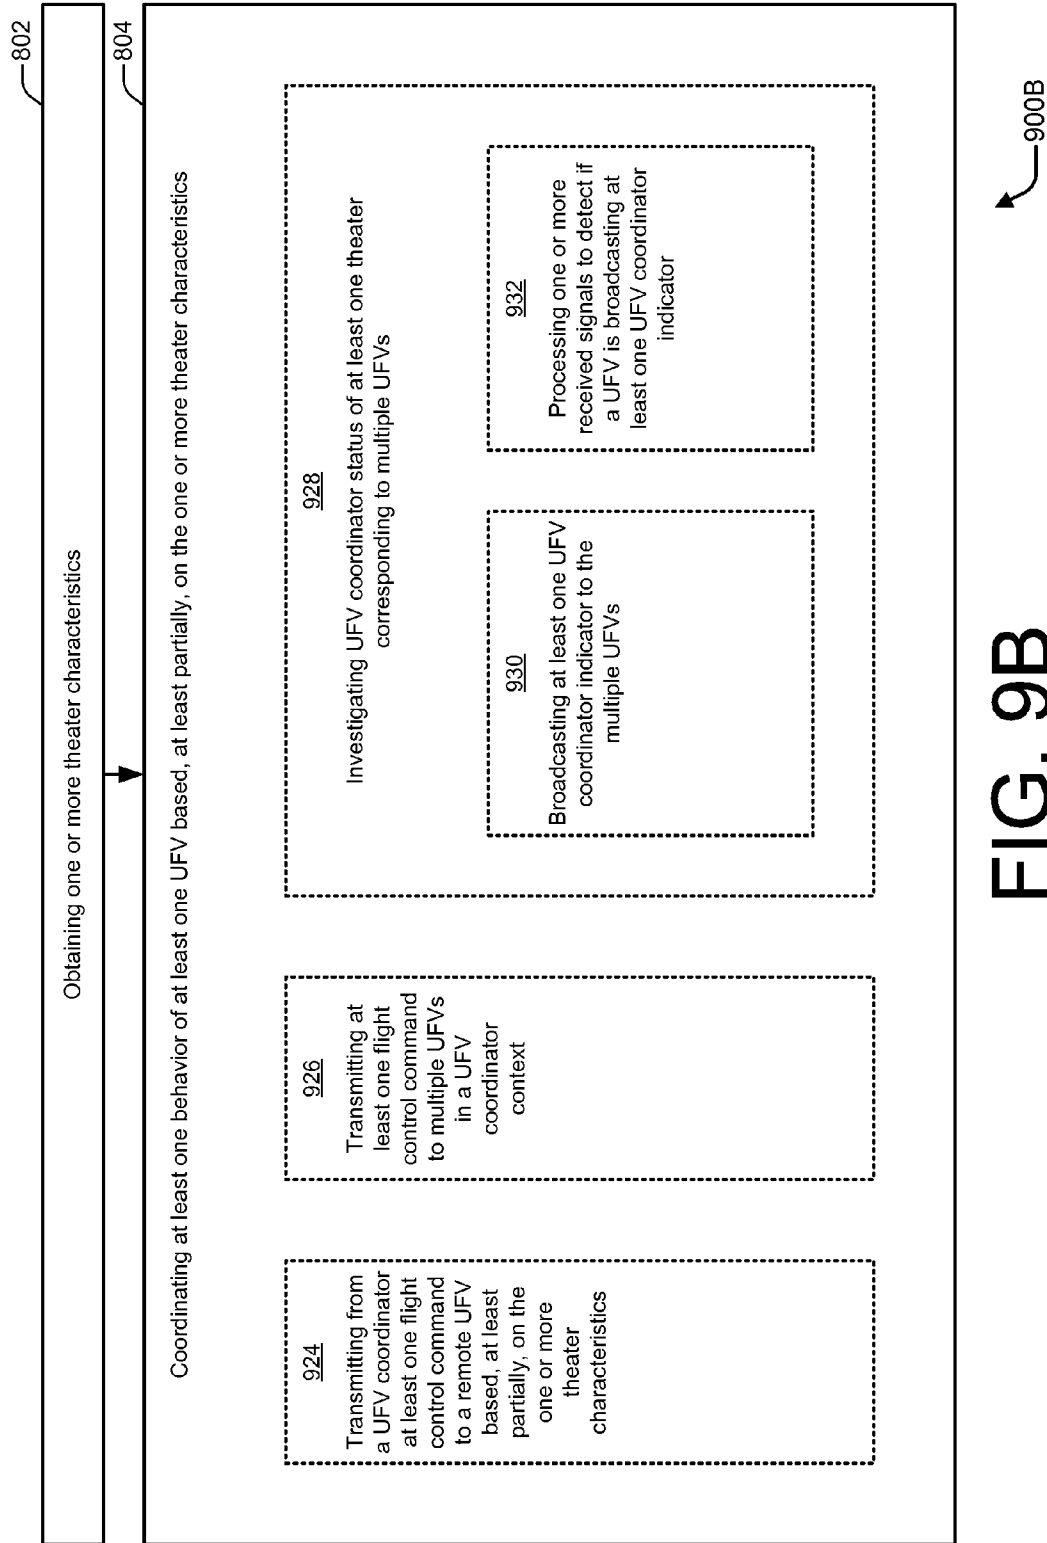 802
Obtaining one or more theater characteristics
804
Coordinating at least one behavior of at least one UFV based, at least partially, on the one or more theater characteristics
924
Transmitting from
a UFV coordinator
at least one flight
control command
to a remote UFV
based, at least
partially, on the
one or more
theater
characteristics
926
Transmitting at
least one flight
control command
to multiple UFVs
in a UFV
coordinator
context
928
Investigating UFV coordinator status of at least one theater
corresponding to multiple UFVs
930
Broadcasting at least one UFV
coordinator indicator to the
multiple UFVs
932
Processing one or more
received signals to detect if
a UFV is broadcasting at
least one UFV coordinator
indicator
900B
FIG. 9B